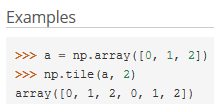 Examples
>>> a = np.array([0, 1, 2])
>>> np.tile(a, 2)
array([0, 1, 2, 0, 1, 2])